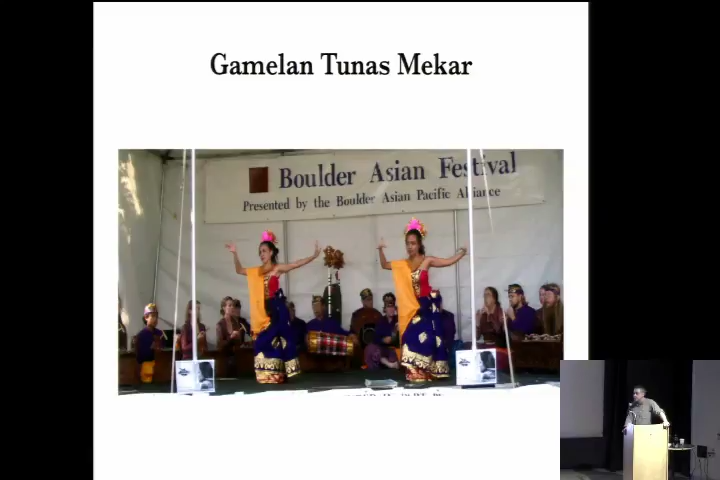 Gamelan Tunas Mekar
Boulder Asian Festival
Presented by the Boulder Asian Pacific Alliance